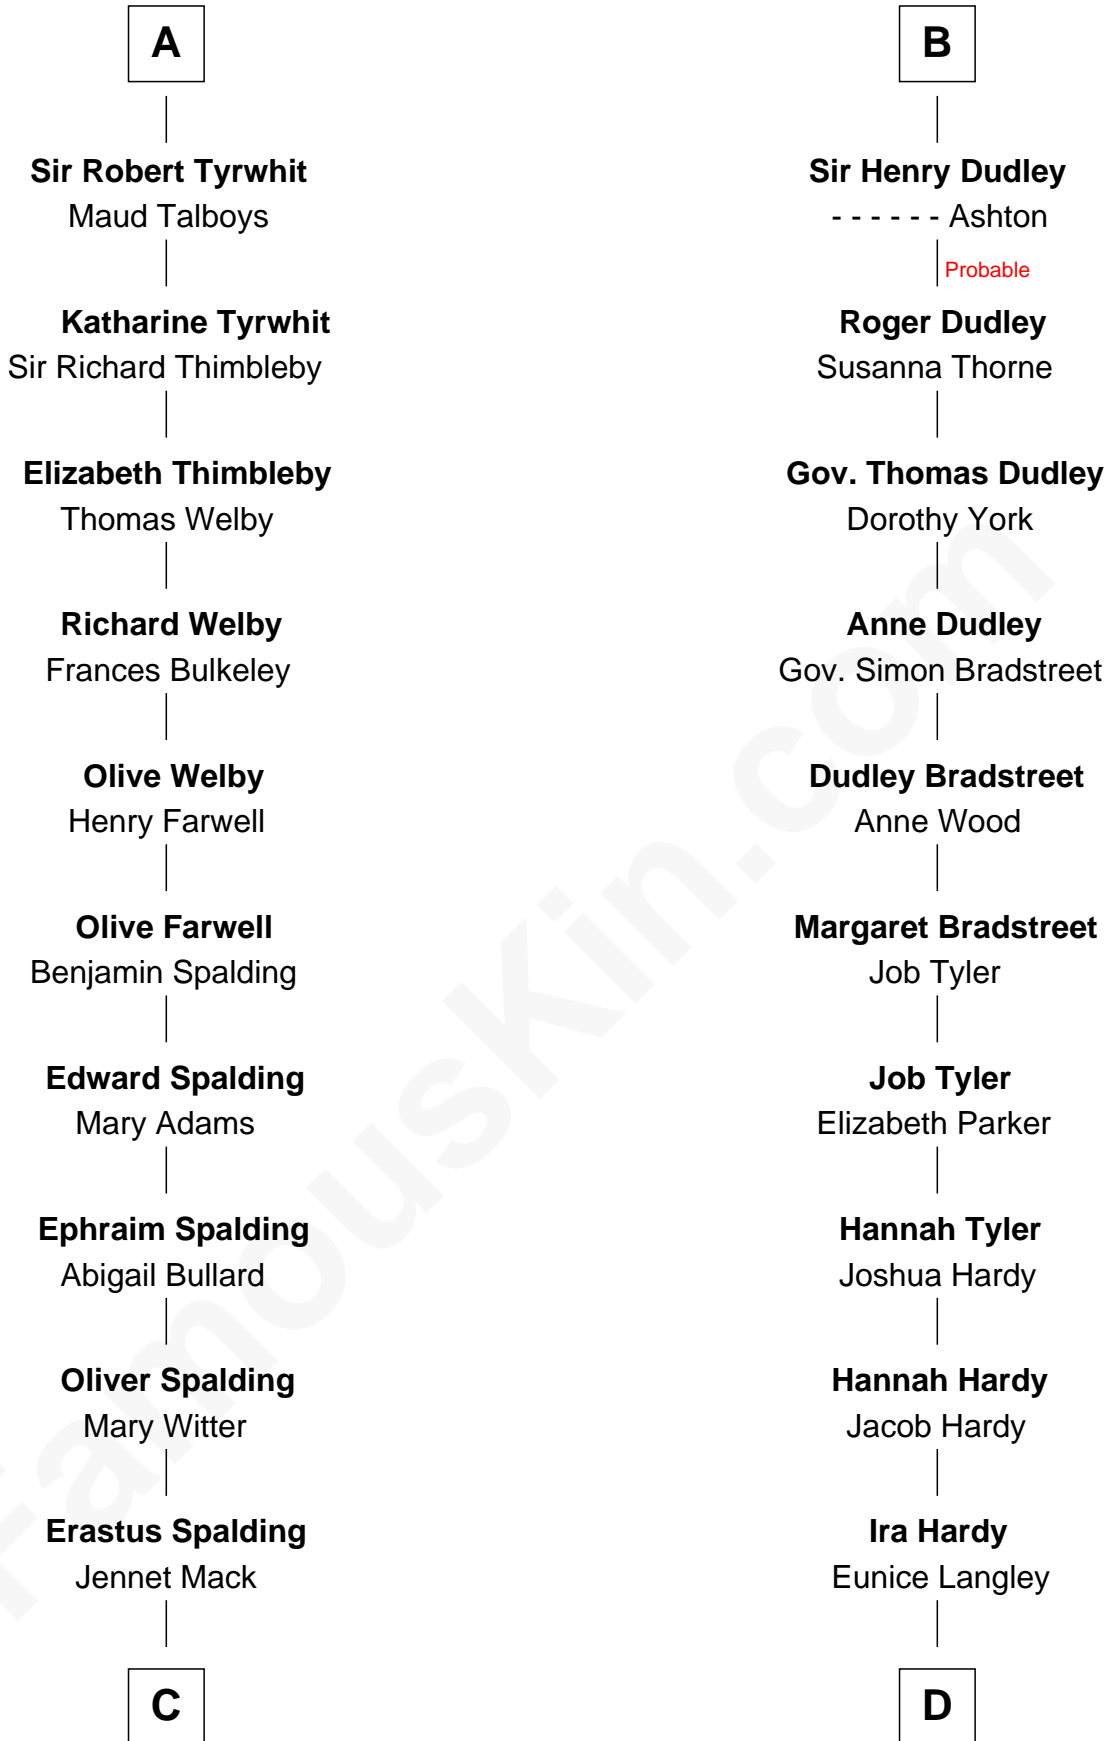 A
Sir Robert Tyrwhit
Maud Talboys
Katharine Tyrwhit
Sir Richard Thimbleby
Elizabeth Thimbleby
Thomas Welby
Richard Welby
Frances Bulkeley
Olive Welby
Henry Farwell
Olive Farwell
Benjamin Spalding
Edward Spalding
Mary Adams
Ephraim Spalding
Abigail Bullard
Oliver Spalding
Mary Witter
Erastus Spalding
Jennet Mack
C
B
Sir Henry Dudley
- - - - - - Ashton
Probable
Roger Dudley
Susanna Thorne
Gov. Thomas Dudley
Dorothy York
Anne Dudley
Gov. Simon Bradstreet
Dudley Bradstreet
Anne Wood
Margaret Bradstreet
Job Tyler
Job Tyler
Elizabeth Parker
Hannah Tyler
Joshua Hardy
Hannah Hardy
Jacob Hardy
Ira Hardy
Eunice Langley
D
FamousKin.com